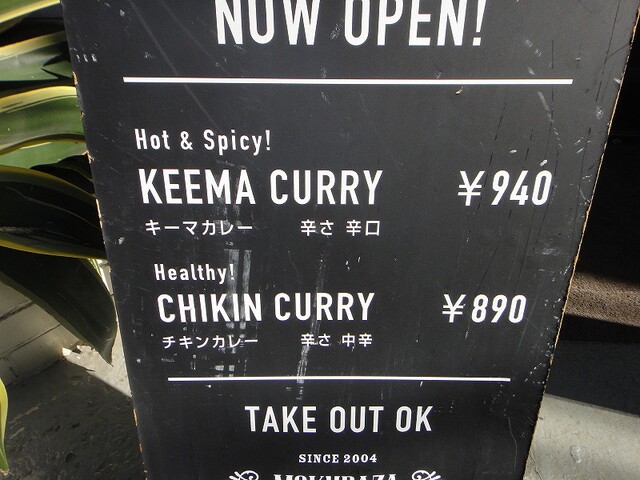 NOW OPEN!
Hot & Spicy!
KEEMA CURRY ¥940
キーマカレー 辛さ 辛口
Healthy!
CHIKIN CURRY ¥890
チキンカレー 辛さ 中辛
TAKE OUT OK
SINCE 2004
MOKUBAZA